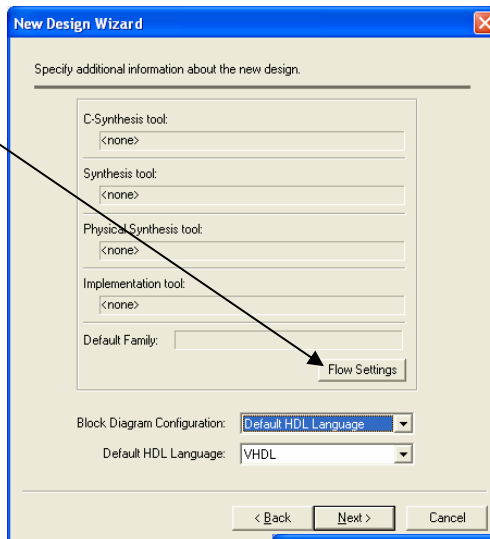 New Design Wizard
Specify additional information about the new design.
C-Synthesis tool:
<none>
Synthesis tool:
<none>
Physical Synthesis tool:
<none>
Implementation tool:
<none>
Default Family:
Flow Settings
Block Diagram Configuration: Default HDL Language
Default HDL Language: VHDL
< Back Next > Cancel